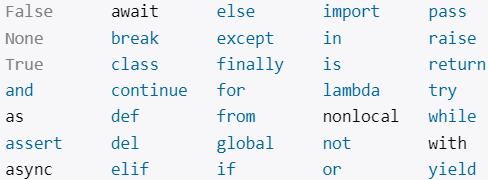 False await else import pass
None break except in raise
True class finally is return
and continue for lambda try
as def from nonlocal while
assert del global not with
async elif if or yield